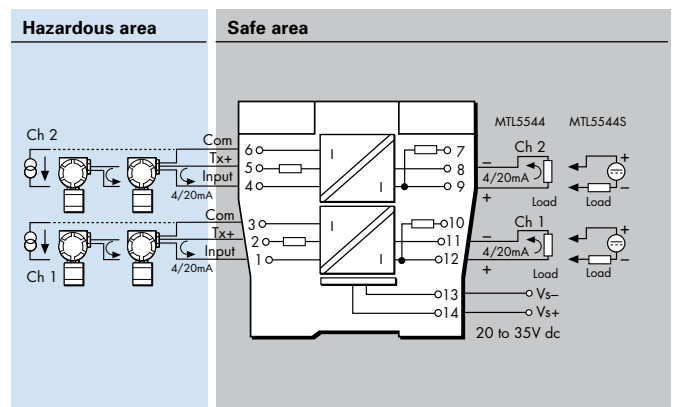 Hazardous area
Safe area
MTL5544 MTL5544S
Ch 2
Com
Tx+
Input
4/20mA
6
5
4
I
I
7
8
9
Ch 2
–
4/20mA
+
Load
+
–
Load
Ch 1
Com
Tx+
Input
4/20mA
3
2
1
I
I
10
11
12
Ch 1
–
4/20mA
+
Load
+
–
Load
13
14
Vs–
Vs+
20 to 35V dc